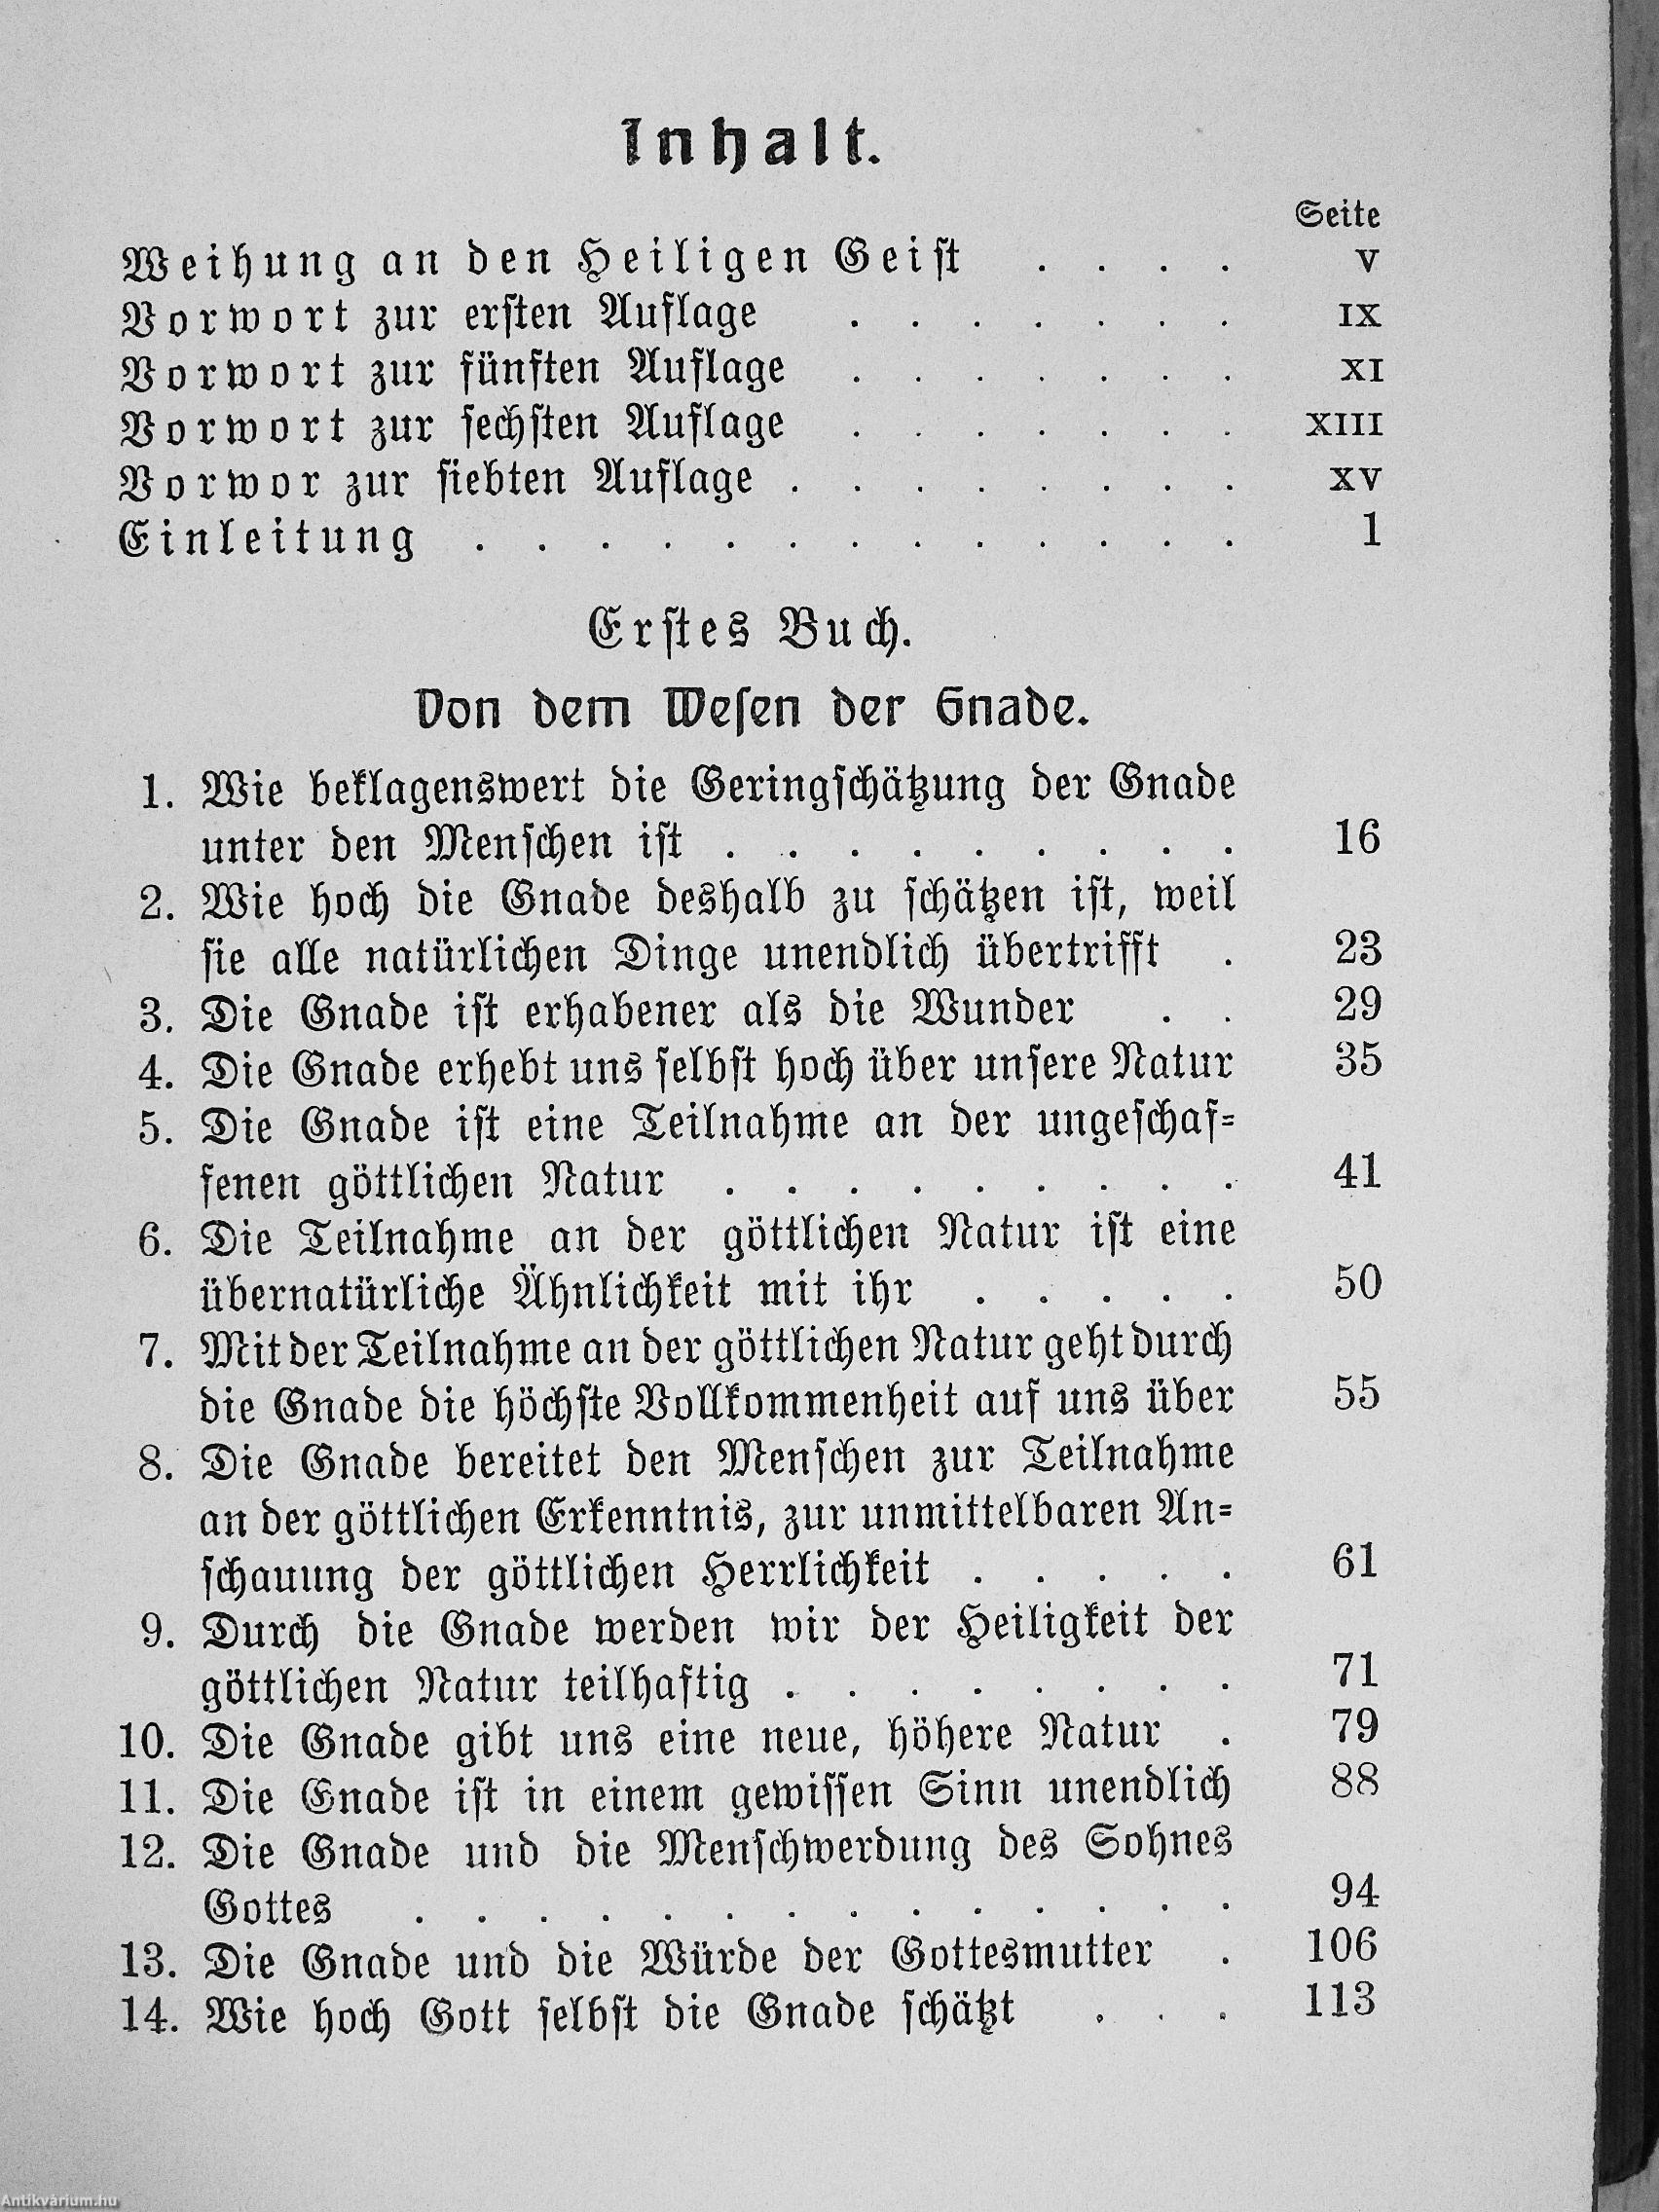 Inhalt.
Seite
Weihung an den Heiligen Geist . . . . V
Vorwort zur ersten Auflage . . . . . . . IX
Vorwort zur fünften Auflage . . . . . . . XI
Vorwort zur sechsten Auflage . . . . . . . XIII
Vorwor zur siebten Auflage . . . . . . . . XV
Einleitung . . . . . . . . . . . . . 1
Erstes Buch.
Von dem Wesen der Gnade.
1. Wie beklagenswert die Geringschätzung der Gnade
unter den Menschen ist . . . . . . . . . 16
2. Wie hoch die Gnade deshalb zu schätzen ist, weil
sie alle natürlichen Dinge unendlich übertrifft . 23
3. Die Gnade ist erhabener als die Wunder . . 29
4. Die Gnade erhebt uns selbst hoch über unsere Natur 35
5. Die Gnade ist eine Teilnahme an der ungeschaf-
fenen göttlichen Natur . . . . . . . . . 41
6. Die Teilnahme an der göttlichen Natur ist eine
übernatürliche Ähnlichkeit mit ihr . . . . . 50
7. Mit der Teilnahme an der göttlichen Natur geht durch
die Gnade die höchste Vollkommenheit auf uns über 55
8. Die Gnade bereitet den Menschen zur Teilnahme
an der göttlichen Erkenntnis, zur unmittelbaren An-
schauung der göttlichen Herrlichkeit . . . . . 61
9. Durch die Gnade werden wir der Heiligkeit der
göttlichen Natur teilhaftig . . . . . . . . 71
10. Die Gnade gibt uns eine neue, höhere Natur . 79
11. Die Gnade ist in einem gewissen Sinn unendlich 88
12. Die Gnade und die Menschwerdung des Sohnes
Gottes . . . . . . . . . . . . . . 94
13. Die Gnade und die Würde der Gottesmutter . 106
14. Wie hoch Gott selbst die Gnade schätzt . . . 113
Antikvárium.hu